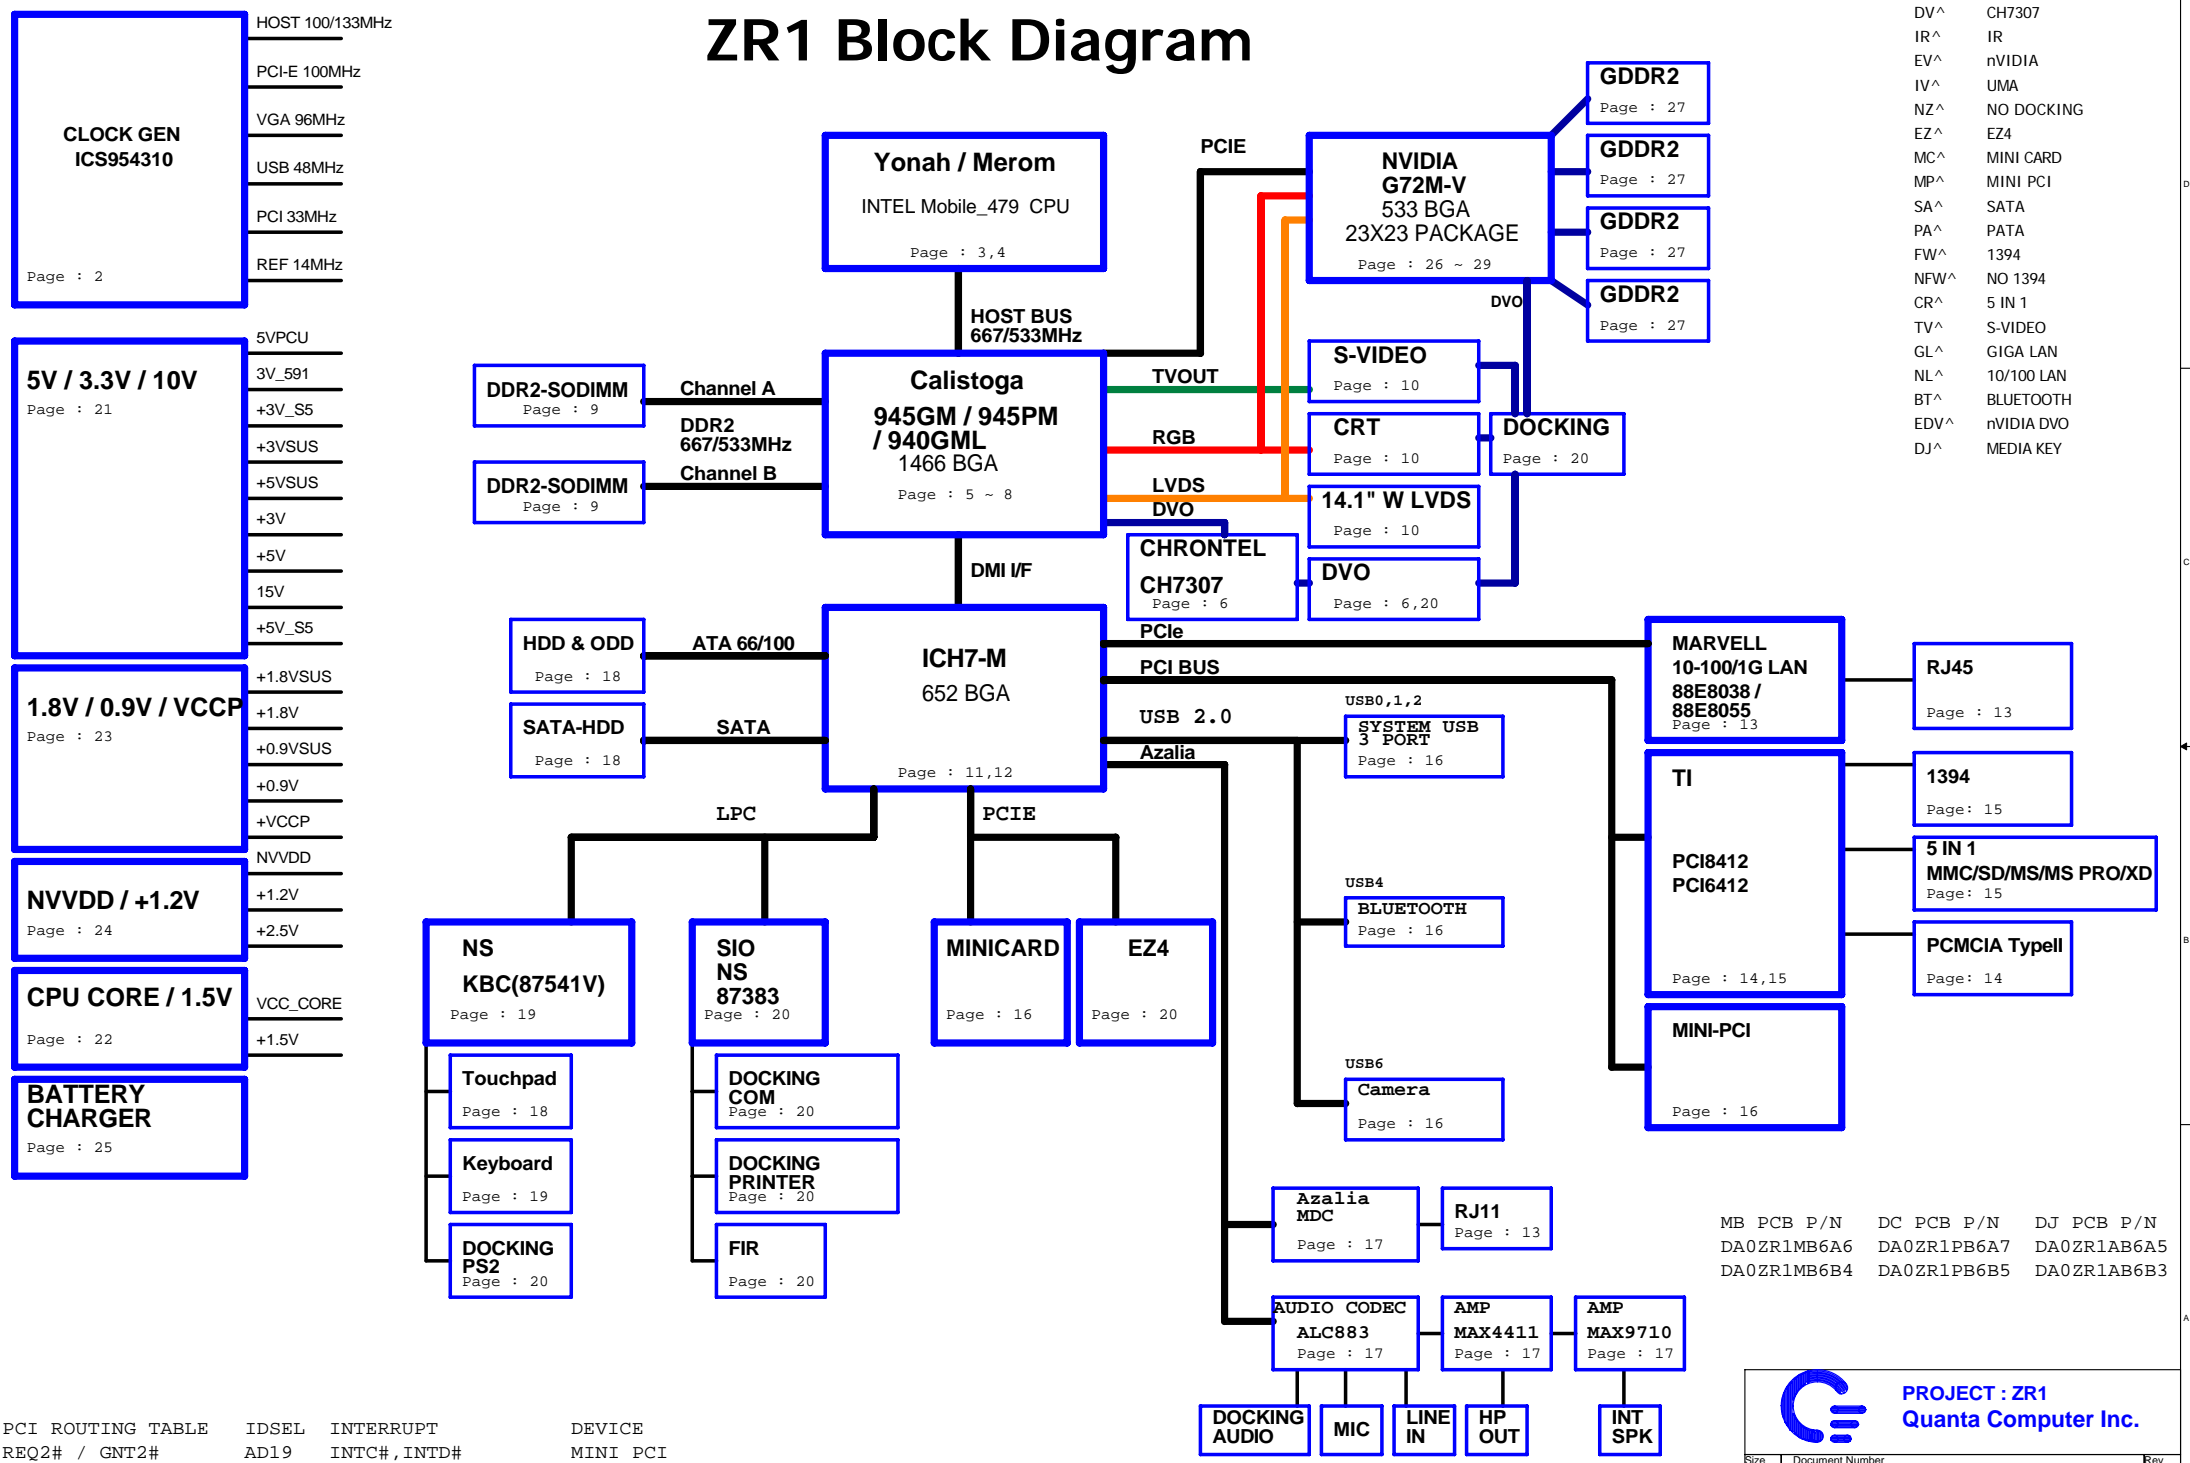 ZR1 Block Diagram
HOST 100/133MHz
PCI-E 100MHz
VGA 96MHz
USB 48MHz
PCI 33MHz
REF 14MHz
CLOCK GEN
ICS954310
Page : 2
5V / 3.3V / 10V
Page : 21
5VPCU
3V_591
+3V_S5
+3VSUS
+5VSUS
+3V
+5V
15V
+5V_S5
1.8V / 0.9V / VCCP
Page : 23
+1.8VSUS
+1.8V
+0.9VSUS
+0.9V
+VCCP
NVVDD / +1.2V
Page : 24
NVVDD
+1.2V
+2.5V
CPU CORE / 1.5V
Page : 22
VCC_CORE
+1.5V
BATTERY
CHARGER
Page : 25
Yonah / Merom
INTEL Mobile_479 CPU
Page : 3,4
HOST BUS
667/533MHz
DDR2-SODIMM
Page : 9
Channel A
DDR2
667/533MHz
Channel B
DDR2-SODIMM
Page : 9
Calistoga
945GM / 945PM
/ 940GML
1466 BGA
Page : 5 ~ 8
PCIE
TVOUT
RGB
LVDS
DVO
NVIDIA
G72M-V
533 BGA
23X23 PACKAGE
Page : 26 ~ 29
GDDR2
Page : 27
GDDR2
Page : 27
GDDR2
Page : 27
GDDR2
Page : 27
DVO
S-VIDEO
Page : 10
CRT
Page : 10
DOCKING
Page : 20
14.1" W LVDS
Page : 10
CHRONTEL
CH7307
Page : 6
DVO
Page : 6,20
DMI I/F
HDD & ODD
Page : 18
ATA 66/100
SATA-HDD
Page : 18
SATA
ICH7-M
652 BGA
Page : 11,12
PCIe
PCI BUS
USB 2.0
Azalia
USB0,1,2
SYSTEM USB
3 PORT
Page : 16
USB4
BLUETOOTH
Page : 16
USB6
Camera
Page : 16
MARVELL
10-100/1G LAN
88E8038 /
88E8055
Page : 13
RJ45
Page : 13
TI
PCI8412
PCI6412
Page : 14,15
1394
Page: 15
5 IN 1
MMC/SD/MS/MS PRO/XD
Page: 15
PCMCIA TypeII
Page: 14
MINI-PCI
Page : 16
LPC
PCIE
NS
KBC(87541V)
Page : 19
SIO
NS
87383
Page : 20
MINICARD
Page : 16
EZ4
Page : 20
Touchpad
Page : 18
Keyboard
Page : 19
DOCKING
PS2
Page : 20
DOCKING
COM
Page : 20
DOCKING
PRINTER
Page : 20
FIR
Page : 20
Azalia
MDC
Page : 17
RJ11
Page : 13
AUDIO CODEC
ALC883
Page : 17
AMP
MAX4411
Page : 17
AMP
MAX9710
Page : 17
DOCKING
AUDIO
MIC
LINE
IN
HP
OUT
INT
SPK
DV^ CH7307
IR^ IR
EV^ nVIDIA
IV^ UMA
NZ^ NO DOCKING
EZ^ EZ4
MC^ MINI CARD
MP^ MINI PCI
SA^ SATA
PA^ PATA
FW^ 1394
NFW^ NO 1394
CR^ 5 IN 1
TV^ S-VIDEO
GL^ GIGA LAN
NL^ 10/100 LAN
BT^ BLUETOOTH
EDV^ nVIDIA DVO
DJ^ MEDIA KEY
D
C
B
A
MB PCB P/N DC PCB P/N DJ PCB P/N
DA0ZR1MB6A6 DA0ZR1PB6A7 DA0ZR1AB6A5
DA0ZR1MB6B4 DA0ZR1PB6B5 DA0ZR1AB6B3
PCI ROUTING TABLE IDSEL INTERRUPT DEVICE
REQ2# / GNT2# AD19 INTC#,INTD# MINI PCI
PROJECT : ZR1
Quanta Computer Inc.
Size Document Number Rev